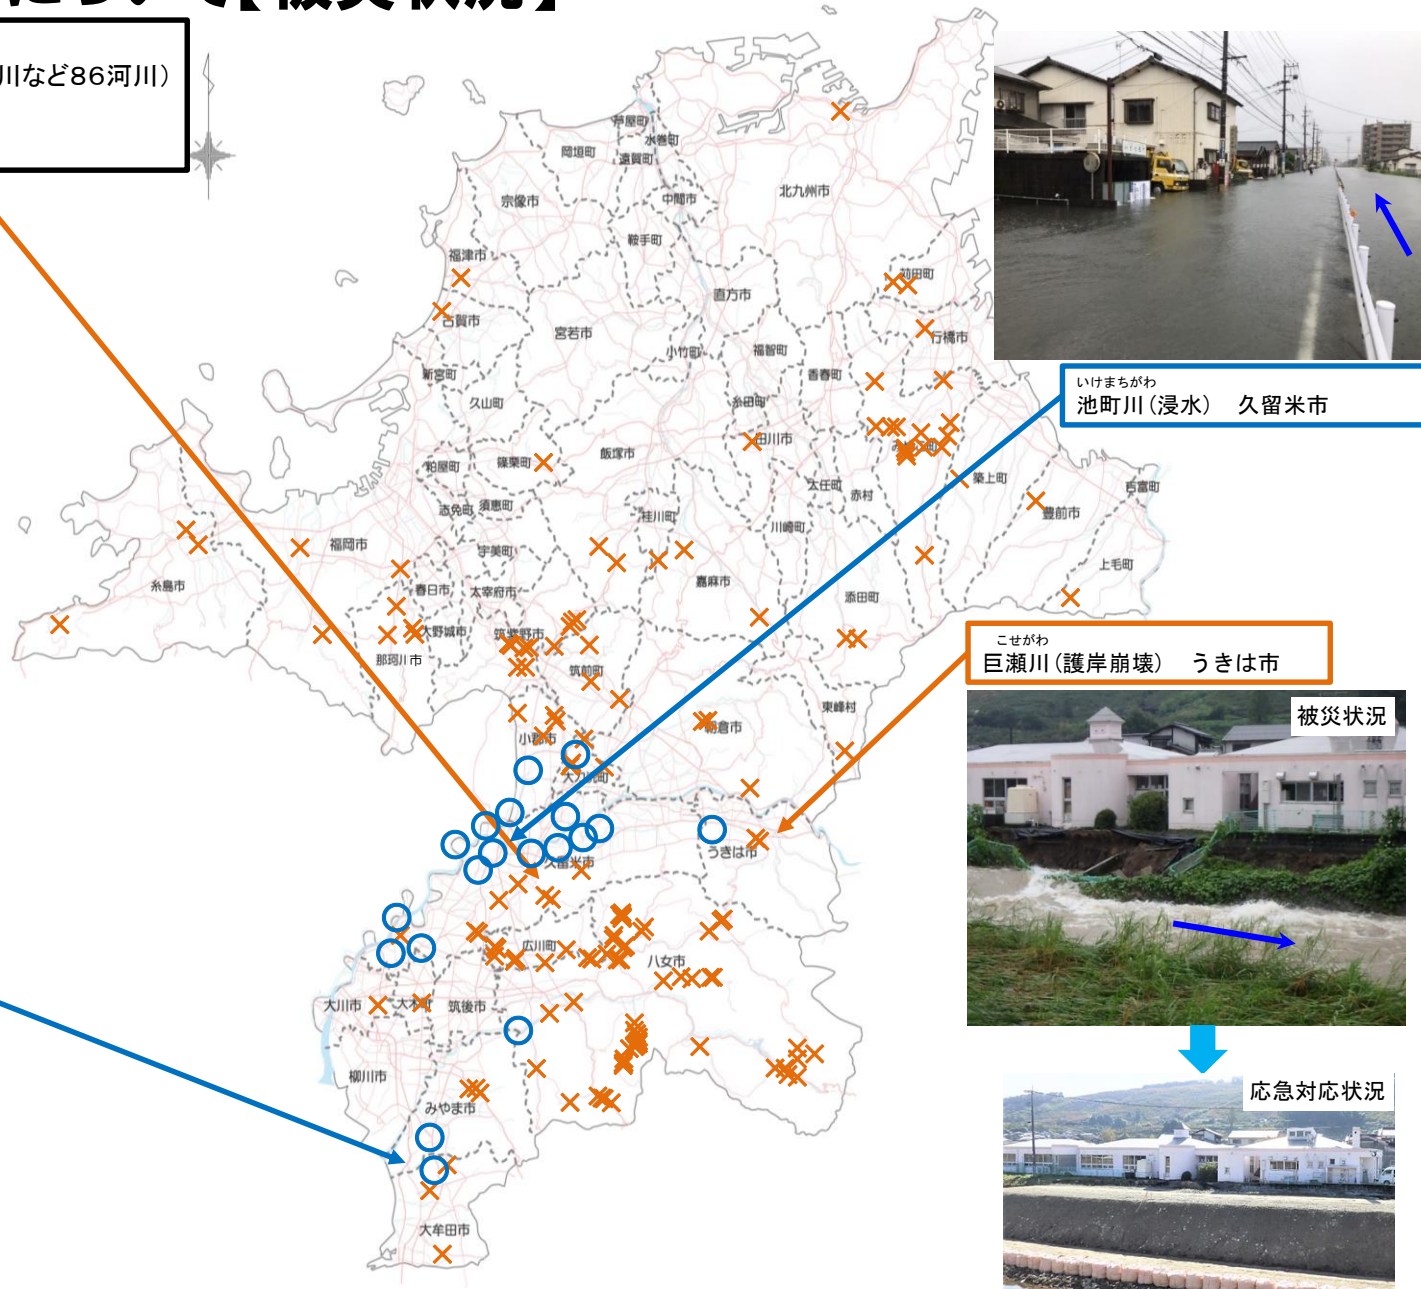 について【被災状況】
川など86河川）
芦屋町
水巻町
岡垣町
遠賀町
北九州市
宗像市
中間市
鞍手町
福津市
苅田町
直方市
古賀市
宮若市
行橋市
小竹町
福智町
香春町
新宮町
久山町
糸田町
いけまちがわ
池町川（浸水）　久留米市
田川市
飯塚市
粕屋町
篠栗町
大任町
赤村
築上町
吉富町
志免町
須恵町
桂川町
川崎町
豊前市
福岡市
宇美町
上毛町
糸島市
春日市
太宰府市
嘉麻市
添田町
大野城市
筑紫野市
那珂川市
筑前町
こせがわ
巨瀬川（護岸崩壊）　うきは市
東峰村
朝倉市
被災状況
小郡市
うきは市
久留米市
広川町
八女市
大川市
大木町
筑後市
柳川市
みやま市
応急対応状況
大牟田市